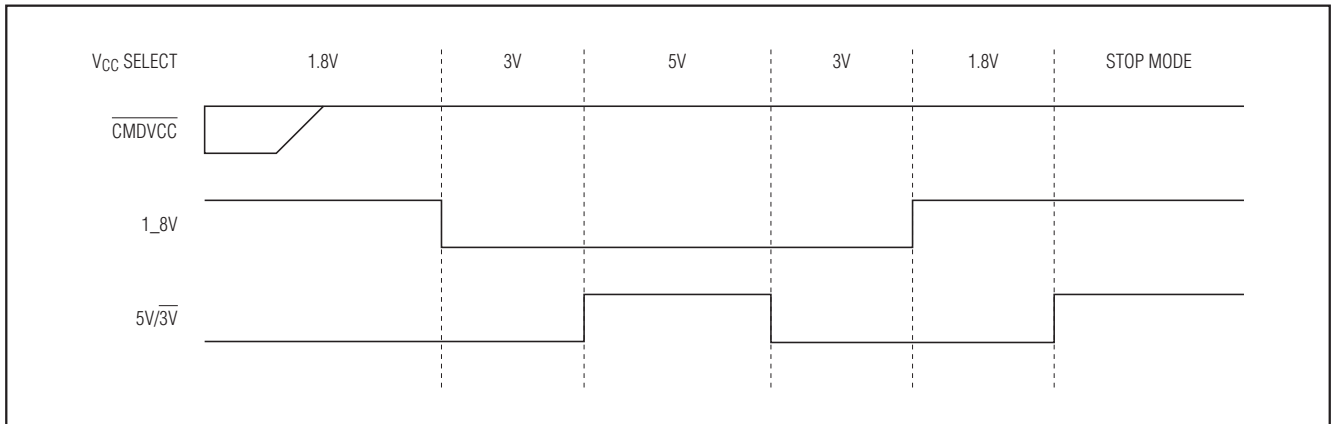 VCC SELECT 1.8V 3V 5V 3V 1.8V STOP MODE
CMDVCC
1_8V
5V/3V